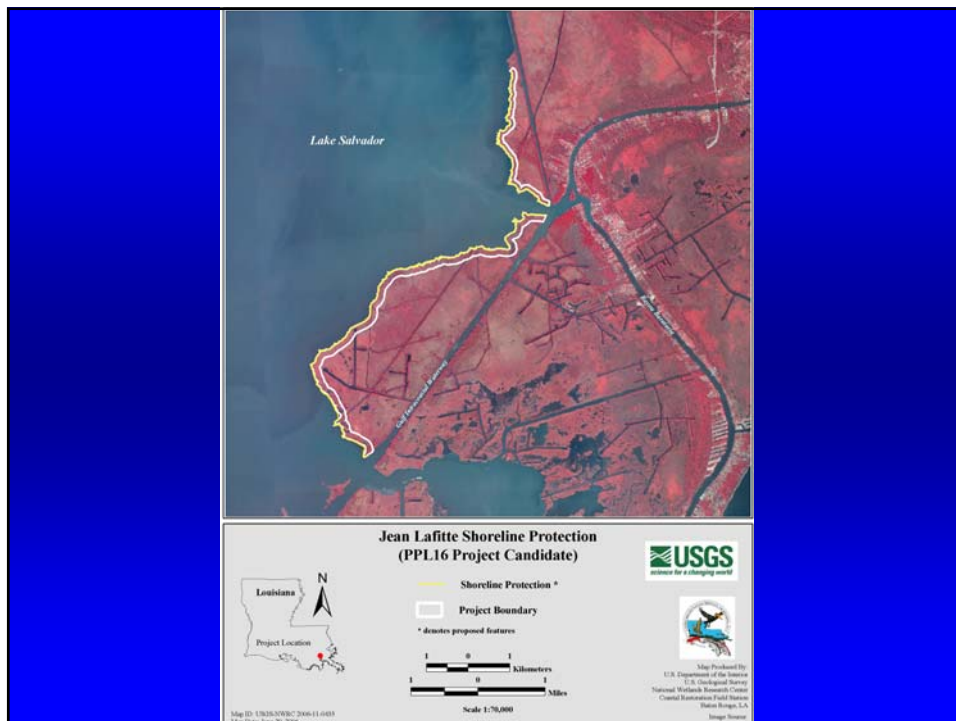 Lake Salvador
Gulf Intracoastal Waterway
Jean Lafitte Shoreline Protection
(PPL16 Project Candidate)
USGS
science for a changing world
N
Louisiana
Project Location
Shoreline Protection *
Project Boundary
* denotes proposed features
1 0 1
Kilometers
1 0 1
Miles
Scale 1:70,000
Map Produced By:
U.S. Department of the Interior
U.S. Geological Survey
National Wetlands Research Center
Coastal Restoration Field Station
Baton Rouge, LA
Image Source